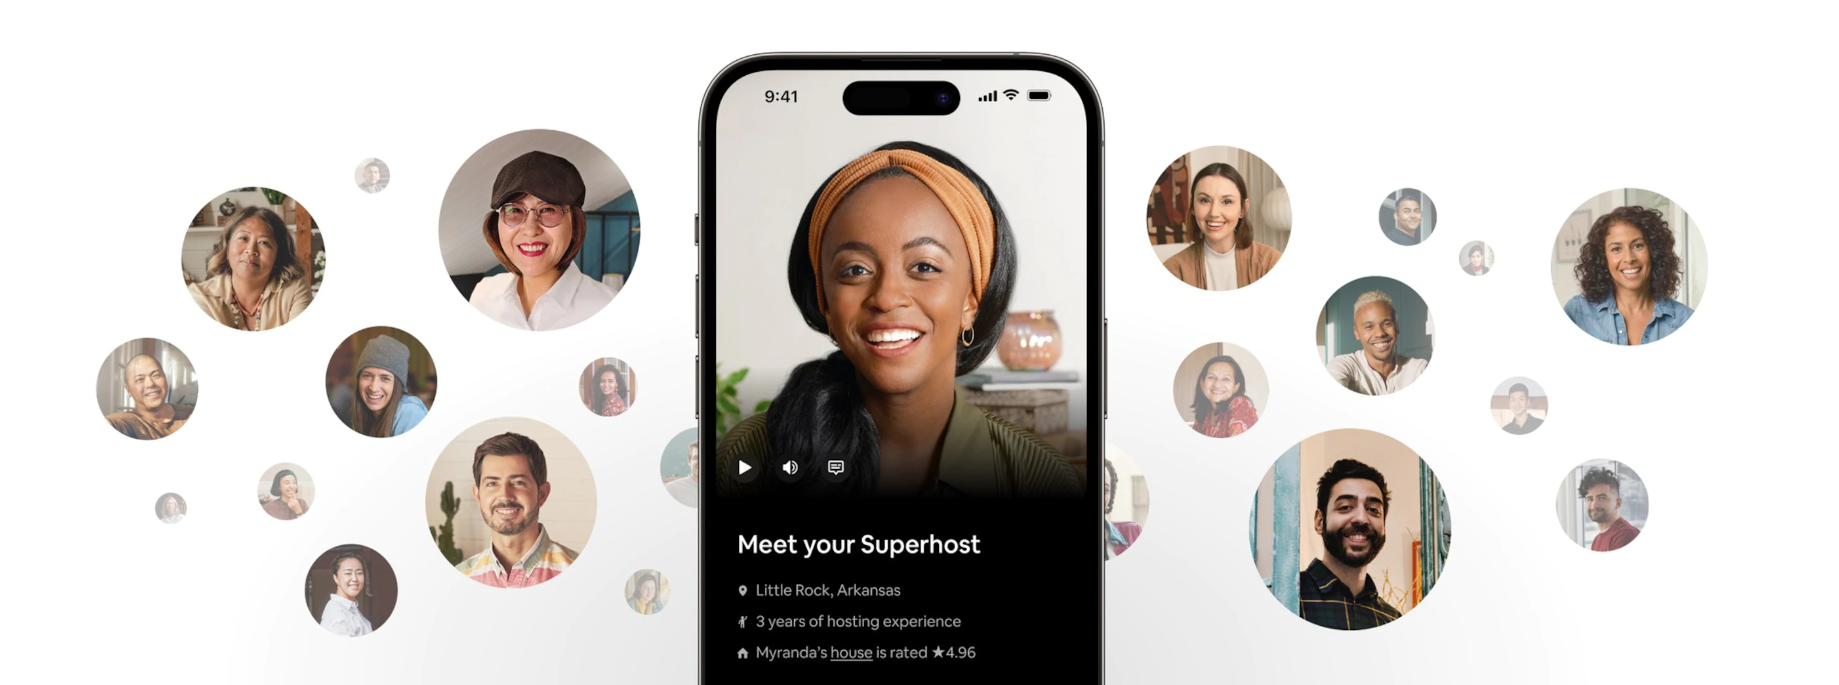 9:41
Meet your Superhost
Little Rock, Arkansas
3 years of hosting experience
Myranda's house is rated ★4.96